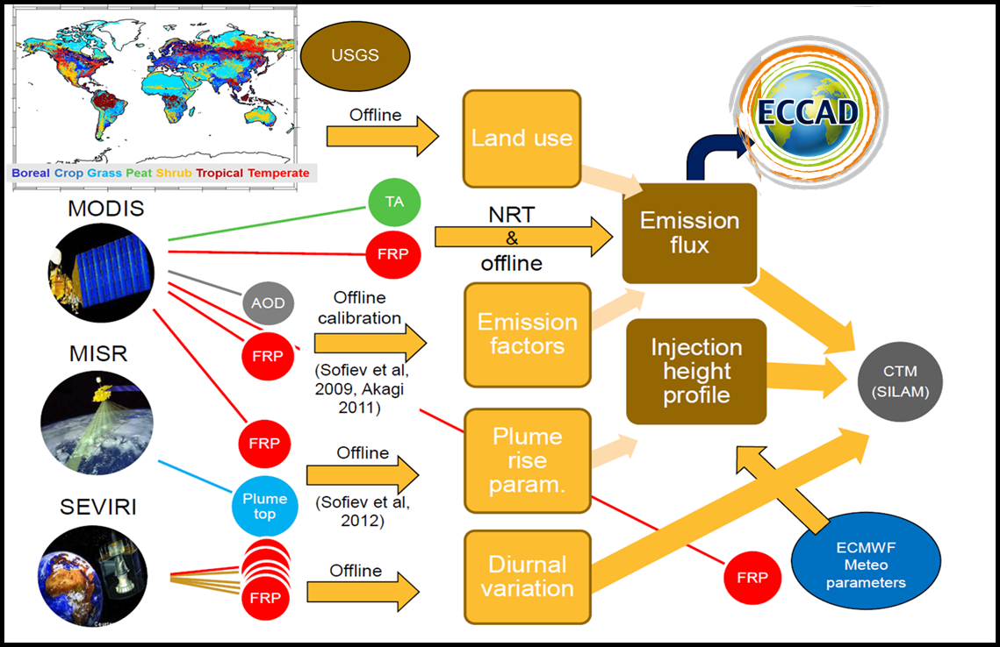 USGS
ECCAD
Offline
Land use
Boreal Crop Grass Peat Shrub Tropical Temperate
MODIS
TA
NRT
&
offline
Emission
flux
FRP
AOD
Offline
calibration
Emission
factors
FRP
MISR
(Sofiev et al,
2009, Akagi
2011)
Injection
height
profile
CTM
(SILAM)
FRP
Offline
Plume
rise
param.
Plume
top
(Sofiev et al,
2012)
SEVIRI
FRP
Offline
Diurnal
variation
FRP
ECMWF
Meteo
parameters